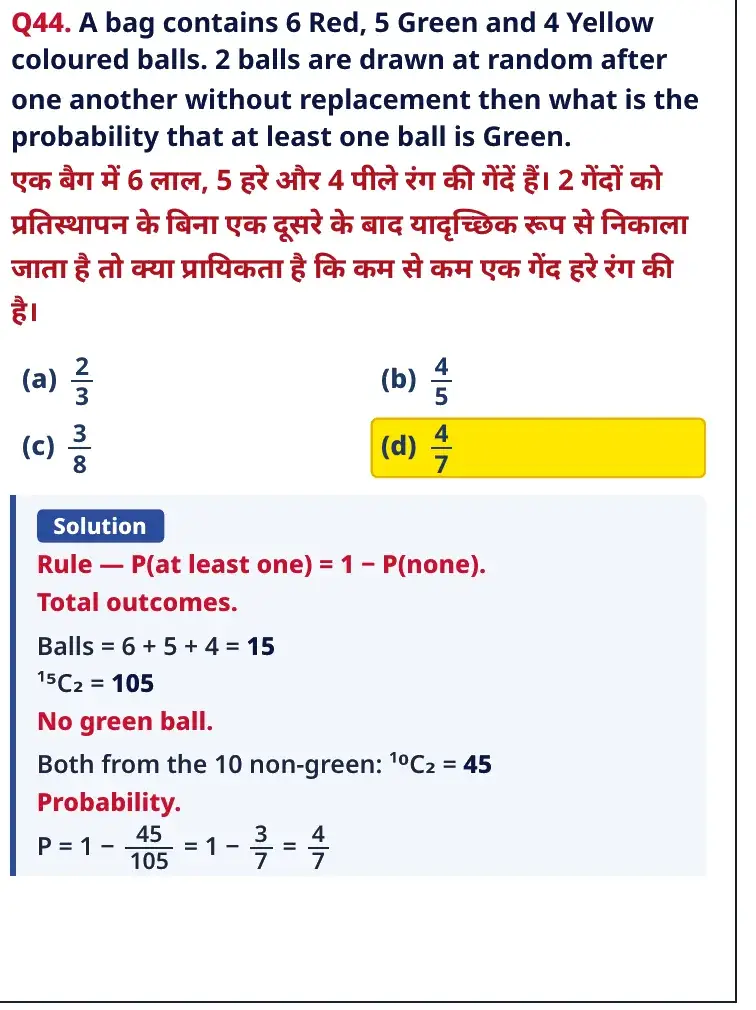 Q44. A bag contains 6 Red, 5 Green and 4 Yellow
coloured balls. 2 balls are drawn at random after
one another without replacement then what is the
probability that at least one ball is Green.
एक बैग में 6 लाल, 5 हरे और 4 पीले रंग की गेंदें हैं। 2 गेंदों को
प्रतिस्थापन के बिना एक दूसरे के बाद यादृच्छिक रूप से निकाला
जाता है तो क्या प्रायिकता है कि कम से कम एक गेंद हरे रंग की
है।
(a) 2/3 (b) 4/5
(c) 3/8 (d) 4/7
Solution
Rule — P(at least one) = 1 − P(none).
Total outcomes.
Balls = 6 + 5 + 4 = 15
¹⁵C₂ = 105
No green ball.
Both from the 10 non-green: ¹⁰C₂ = 45
Probability.
P = 1 − 45/105 = 1 − 3/7 = 4/7